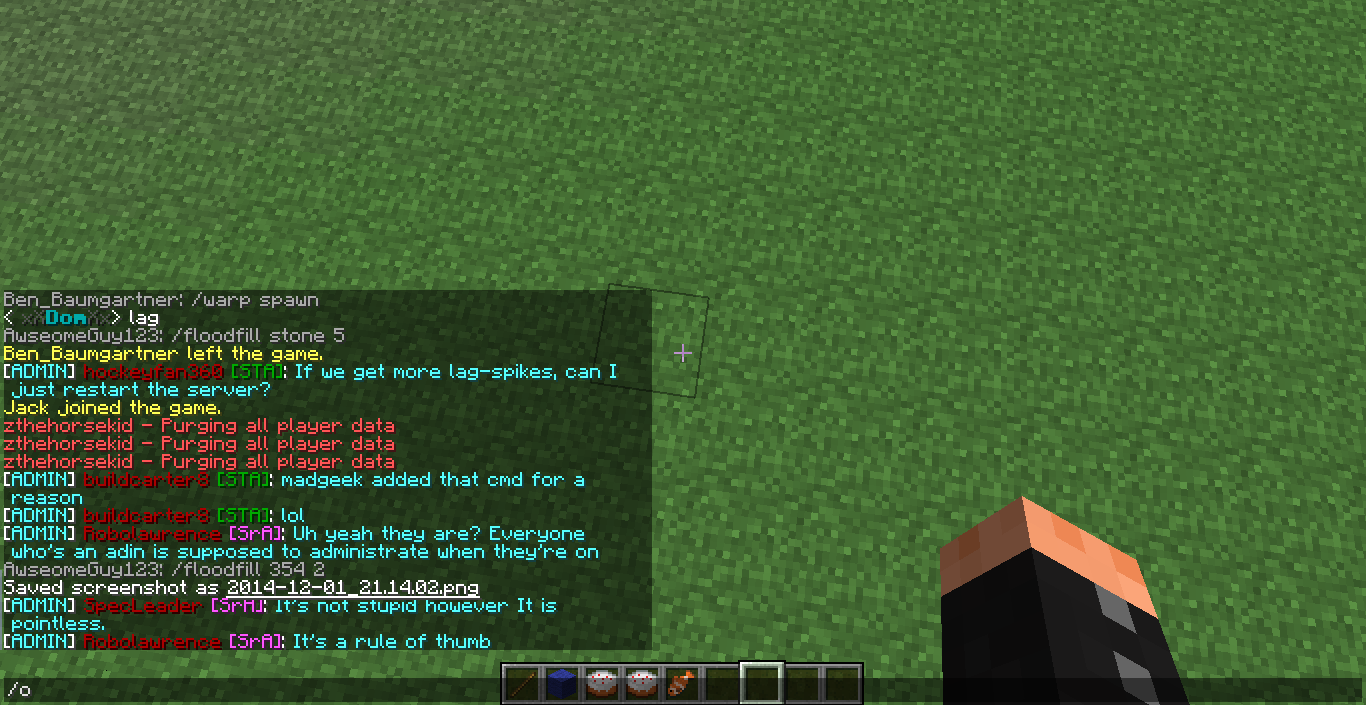 Ben_Baumgartner: /warp spawn
< xXDomXx> lag
AwseomeGuy123: /floodfill stone 5
Ben_Baumgartner left the game.
[ADMIN] hockeyfan360 [STA]: If we get more lag-spikes, can I
just restart the server?
Jack joined the game.
zthehorsekid - Purging all player data
zthehorsekid - Purging all player data
zthehorsekid - Purging all player data
[ADMIN] buildcarter8 [STA]: madgeek added that cmd for a
reason
[ADMIN] buildcarter8 [STA]: lol
[ADMIN] Robolawrence [SrA]: Uh yeah they are? Everyone
who's an adin is supposed to administrate when they're on
AwseomeGuy123: /floodfill 354 2
Saved screenshot as 2014-12-01_21.14.02.png
[ADMIN] SpecLeader [SrA]: It's not stupid however It is
pointless.
[ADMIN] Robolawrence [SrA]: It's a rule of thumb
/o